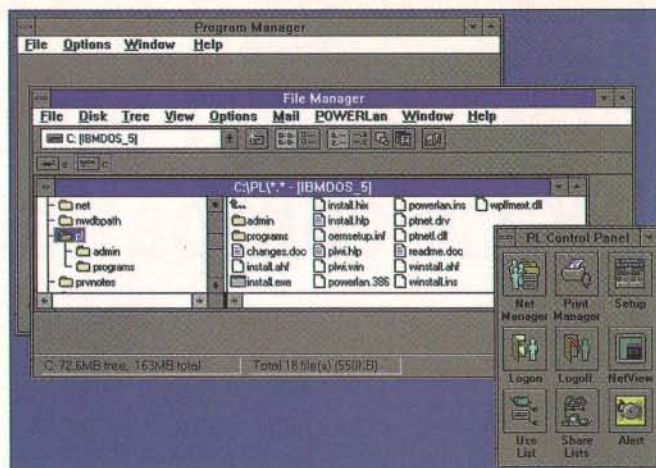 Program Manager
File Options Window Help
File Manager
File Disk Tree View Options Mail POWERLan Window Help
C: [IBMDOS_5]
a c
C:\PL\*.* - [IBMDOS_5]
net
nwdbpath
pl
admin
programs
prvnotes
admin
programs
changes.doc
install.ahf
install.exe
install.hix
install.hlp
oemsetup.inf
plwi.hlp
plwi.win
powerlan.386
powerlan.ins
ptnet.drv
ptnetl.dll
readme.doc
winstall.ahf
winstall.ins
wplfmext.dll
C: 72.6MB free, 163MB total
Total 18 file(s) (550KB)
PL Control Panel
Net Manager
Print Manager
Setup
Logon
Logoff
NetView
Use List
Share Lists
Alert